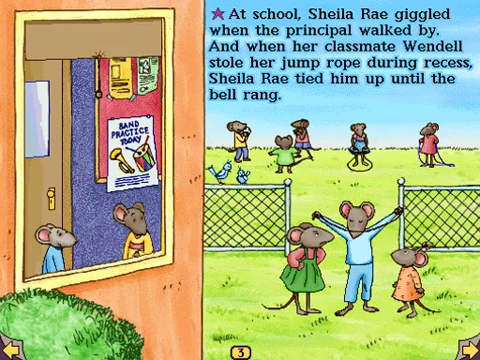 At school, Sheila Rae giggled
when the principal walked by.
And when her classmate Wendell
stole her jump rope during recess,
Sheila Rae tied him up until the
bell rang.
BAND
PRACTICE
TODAY
3